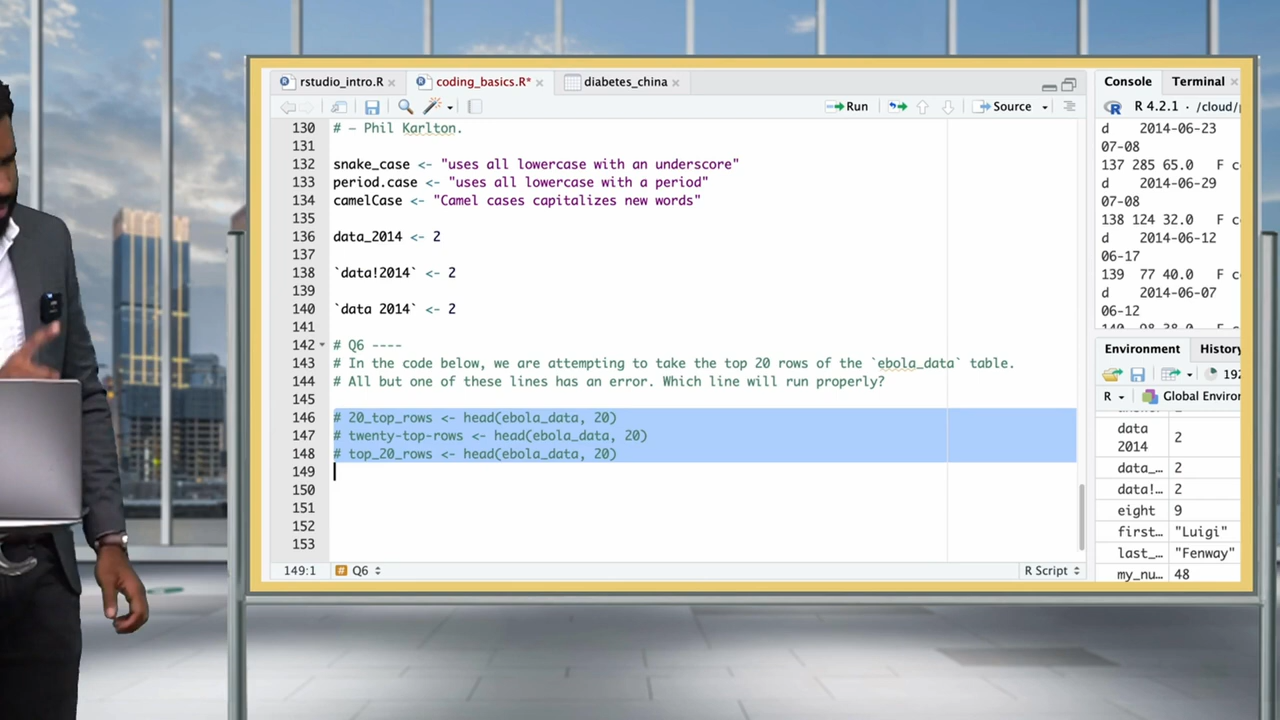 rstudio_intro.R
coding_basics.R*
diabetes_china
Run
Source
130 # – Phil Karlton.
131
132 snake_case <- "uses all lowercase with an underscore"
133 period.case <- "uses all lowercase with a period"
134 camelCase <- "Camel cases capitalizes new words"
135
136 data_2014 <- 2
137
138 `data!2014` <- 2
139
140 `data 2014` <- 2
141
142 # Q6 ----
143 # In the code below, we are attempting to take the top 20 rows of the `ebola_data` table.
144 # All but one of these lines has an error. Which line will run properly?
145
146 # 20_top_rows <- head(ebola_data, 20)
147 # twenty-top-rows <- head(ebola_data, 20)
148 # top_20_rows <- head(ebola_data, 20)
149
150
151
152
153
149:1 Q6 R Script
Console Terminal
R 4.2.1 · /cloud/
d 2014-06-23
07-08
137 285 65.0 F c
d 2014-06-29
07-08
138 124 32.0 F c
d 2014-06-12
06-17
139 77 40.0 F c
d 2014-06-07
06-12
Environment History
192
R Global Enviro
data 2
2014
data_... 2
data!... 2
eight 9
first... "Luigi"
last_... "Fenway"
my_nu... 48